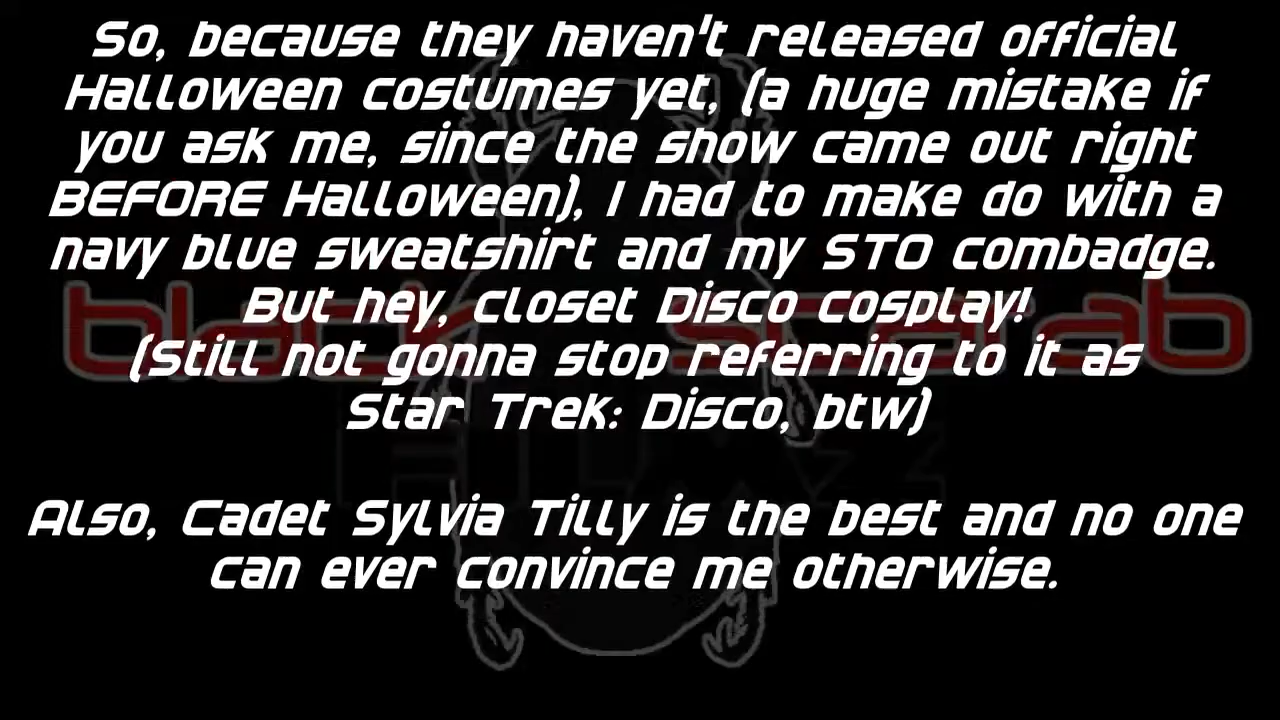 So, because they haven't released official
Halloween costumes yet, (a huge mistake if
you ask me, since the show came out right
BEFORE Halloween), I had to make do with a
navy blue sweatshirt and my STO combadge.
But hey, closet Disco cosplay!
(Still not gonna stop referring to it as
Star Trek: Disco, btw)
Also, Cadet Sylvia Tilly is the best and no one
can ever convince me otherwise.
black scarab